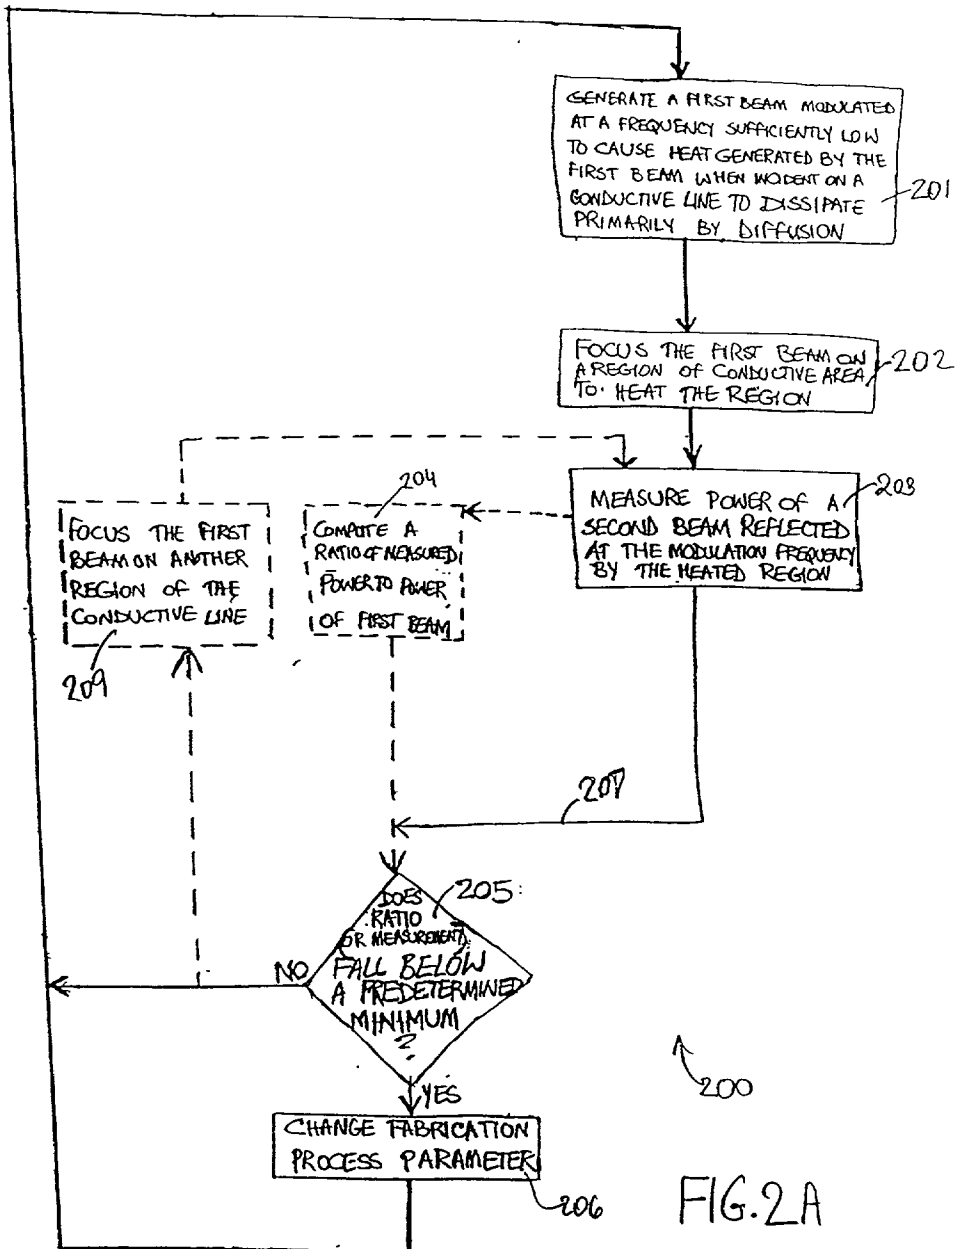 GENERATE A FIRST BEAM MODULATED
AT A FREQUENCY SUFFICIENTLY LOW
TO CAUSE HEAT GENERATED BY THE
FIRST BEAM WHEN INCIDENT ON A
CONDUCTIVE LINE TO DISSIPATE
PRIMARILY BY DIFFUSION
201
FOCUS THE FIRST BEAM ON
A REGION OF CONDUCTIVE AREA
TO HEAT THE REGION
202
MEASURE POWER OF A
SECOND BEAM REFLECTED
AT THE MODULATION FREQUENCY
BY THE HEATED REGION
203
204
COMPUTE A
RATIO OF MEASURED
POWER TO POWER
OF FIRST BEAM
FOCUS THE FIRST
BEAM ON ANOTHER
REGION OF THE
CONDUCTIVE LINE
209
207
205
DOES
RATIO
(OR MEASUREMENT)
FALL BELOW
A PREDETERMINED
MINIMUM
?
NO
YES
CHANGE FABRICATION
PROCESS PARAMETER
206
200
FIG. 2A